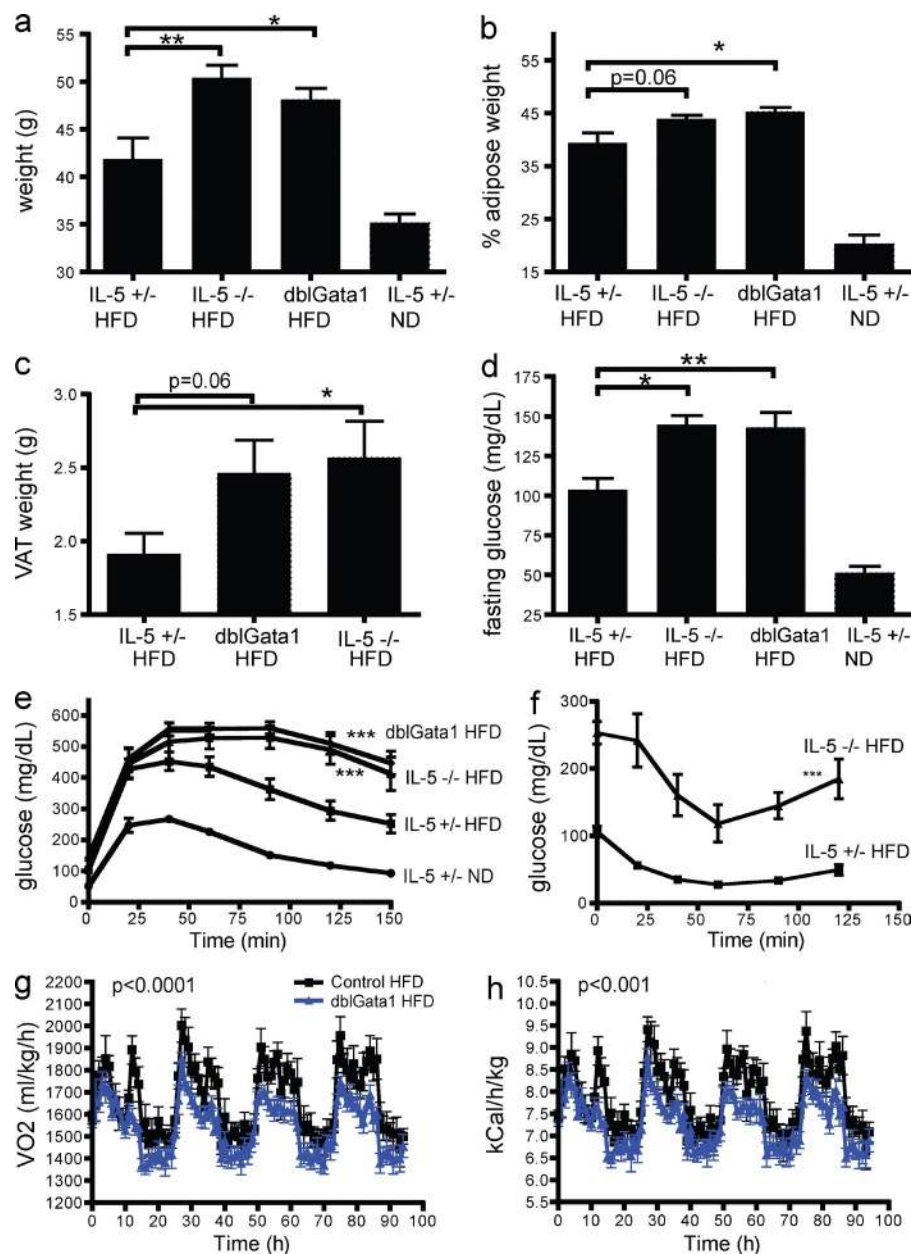 a
**
*
weight (g)
55
50
45
40
35
30
IL-5 +/-
HFD
IL-5 -/-
HFD
dblGata1
HFD
IL-5 +/-
ND
b
*
p=0.06
% adipose weight
55
45
35
25
15
IL-5 +/-
HFD
IL-5 -/-
HFD
dblGata1
HFD
IL-5 +/-
ND
c
p=0.06
*
VAT weight (g)
3.0
2.5
2.0
1.5
IL-5 +/-
HFD
dblGata1
HFD
IL-5 -/-
HFD
d
**
*
fasting glucose (mg/dL)
175
150
125
100
75
50
25
IL-5 +/-
HFD
IL-5 -/-
HFD
dblGata1
HFD
IL-5 +/-
ND
e
glucose (mg/dL)
600
500
400
300
200
100
0
0 25 50 75 100 125 150
Time (min)
*** dblGata1 HFD
*** IL-5 -/- HFD
IL-5 +/- HFD
IL-5 +/- ND
f
glucose (mg/dL)
300
200
100
0
0 25 50 75 100 125 150
Time (min)
IL-5 -/- HFD
***
IL-5 +/- HFD
g
p<0.0001
Control HFD
dblGata1 HFD
VO2 (ml/kg/h)
2200
2100
2000
1900
1800
1700
1600
1500
1400
1300
1200
0 10 20 30 40 50 60 70 80 90 100
Time (h)
h
p<0.001
kCal/h/kg
10.5
10.0
9.5
9.0
8.5
8.0
7.5
7.0
6.5
6.0
5.5
0 10 20 30 40 50 60 70 80 90 100
Time (h)